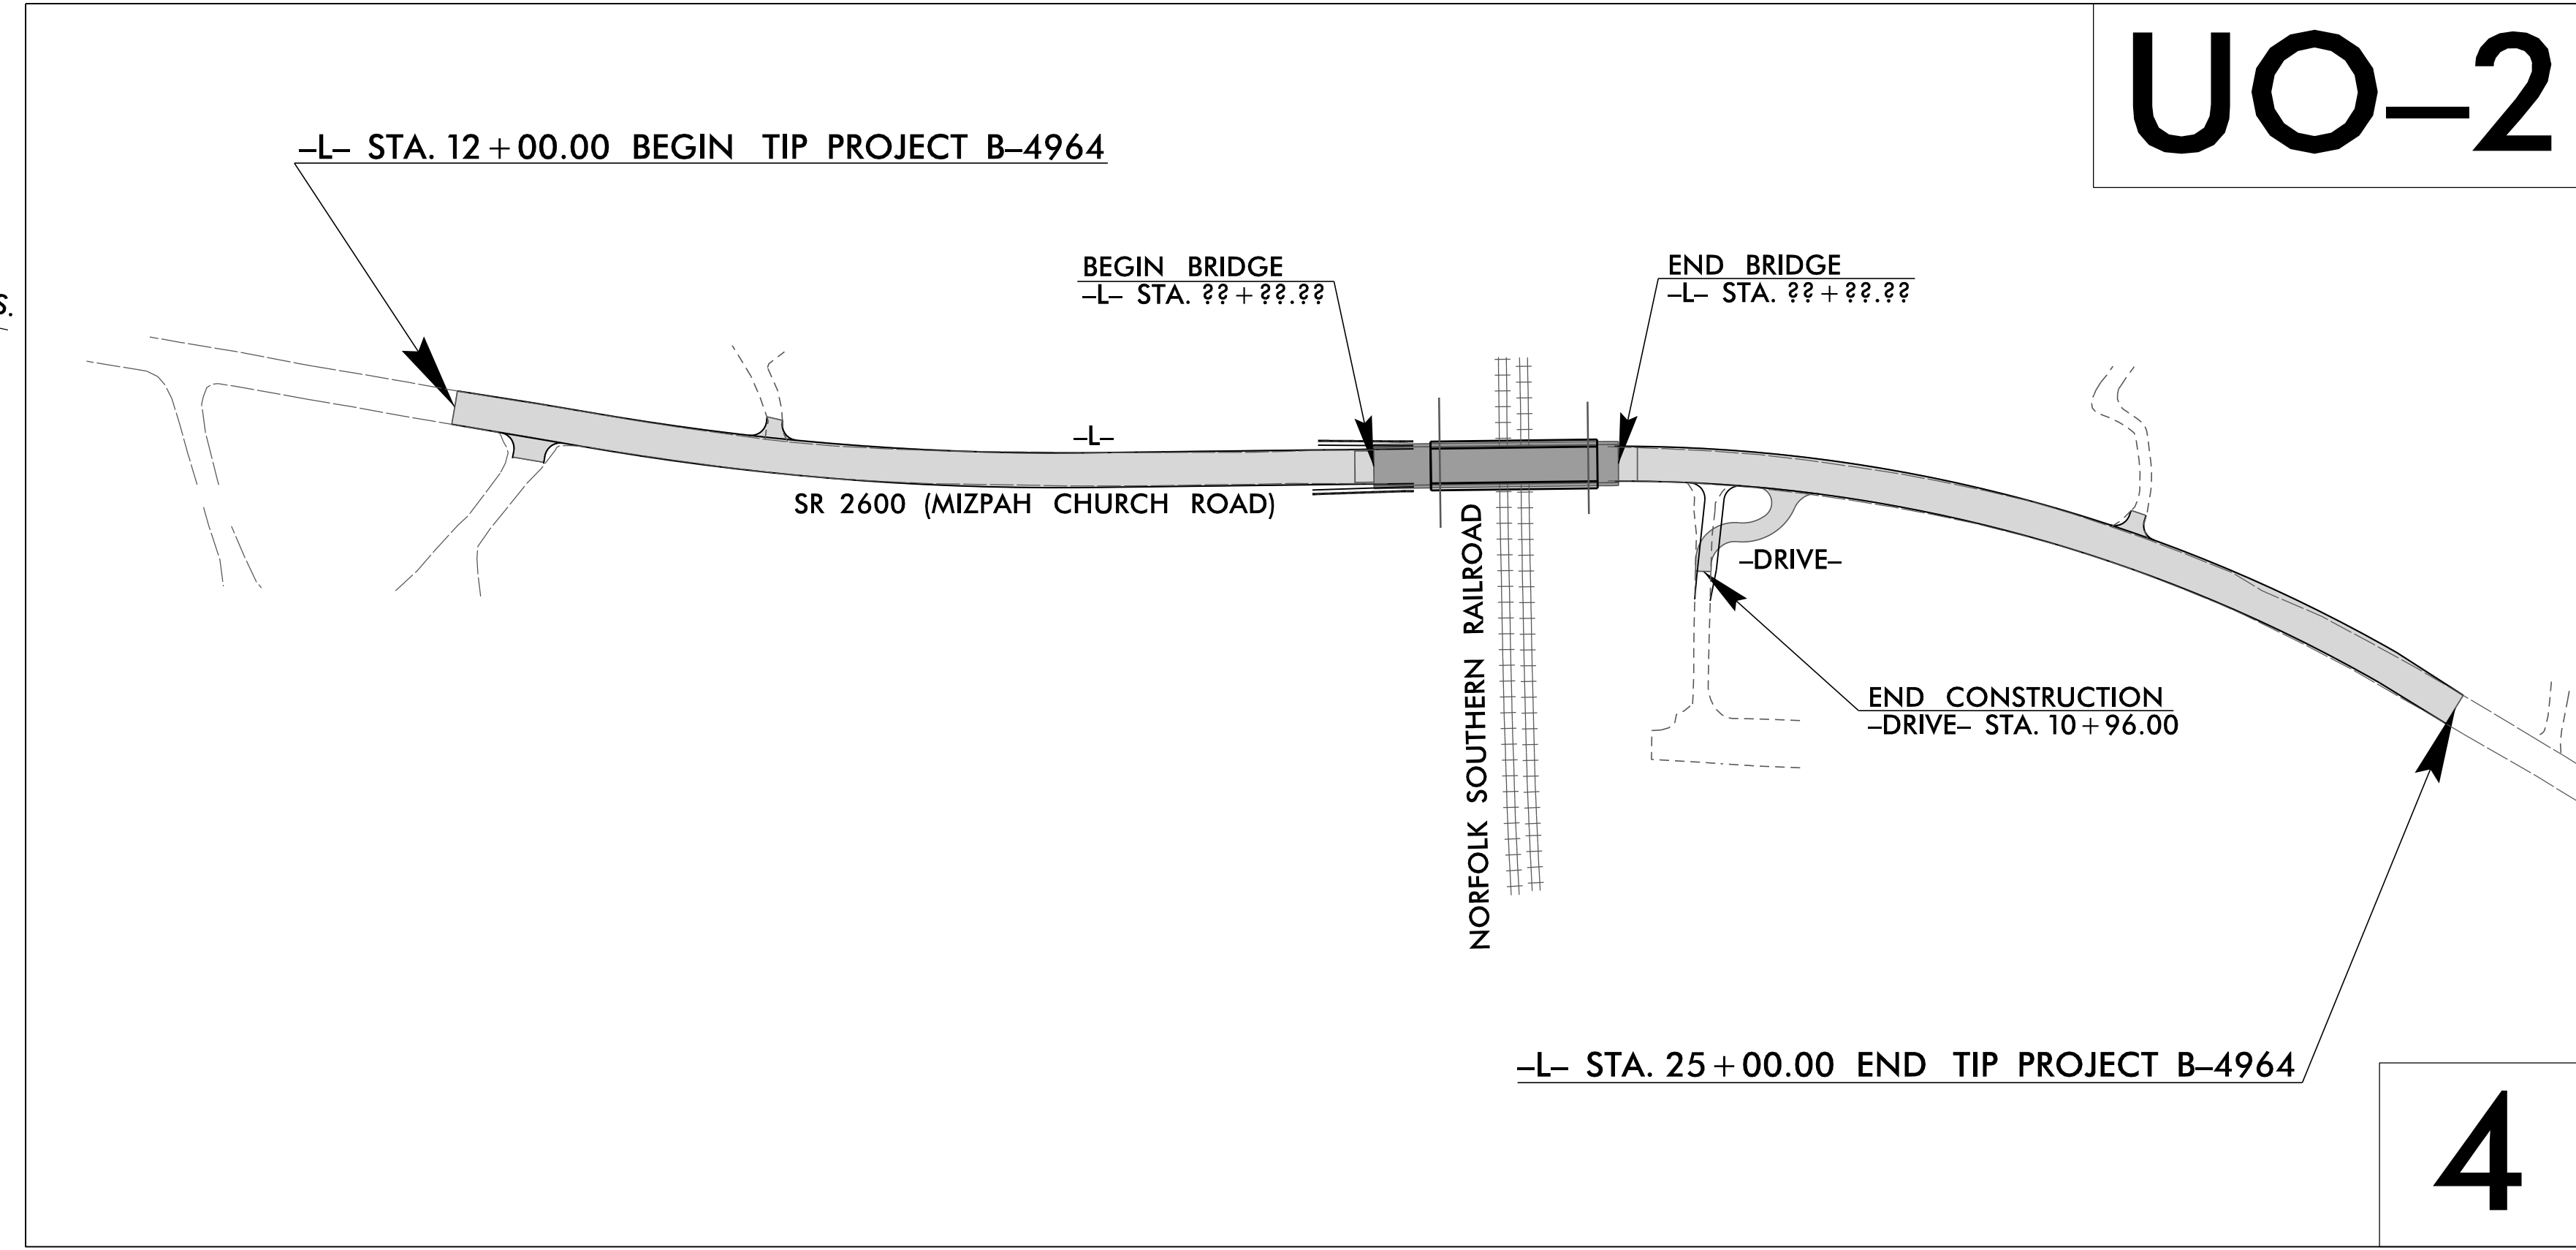 UO–2
–L– STA. 12+00.00 BEGIN TIP PROJECT B–4964
BEGIN BRIDGE
–L– STA. ??+??.??
END BRIDGE
–L– STA. ??+??.??
S.
–L–
SR 2600 (MIZPAH CHURCH ROAD)
NORFOLK SOUTHERN RAILROAD
–DRIVE–
END CONSTRUCTION
–DRIVE– STA. 10+96.00
–L– STA. 25+00.00 END TIP PROJECT B–4964
4